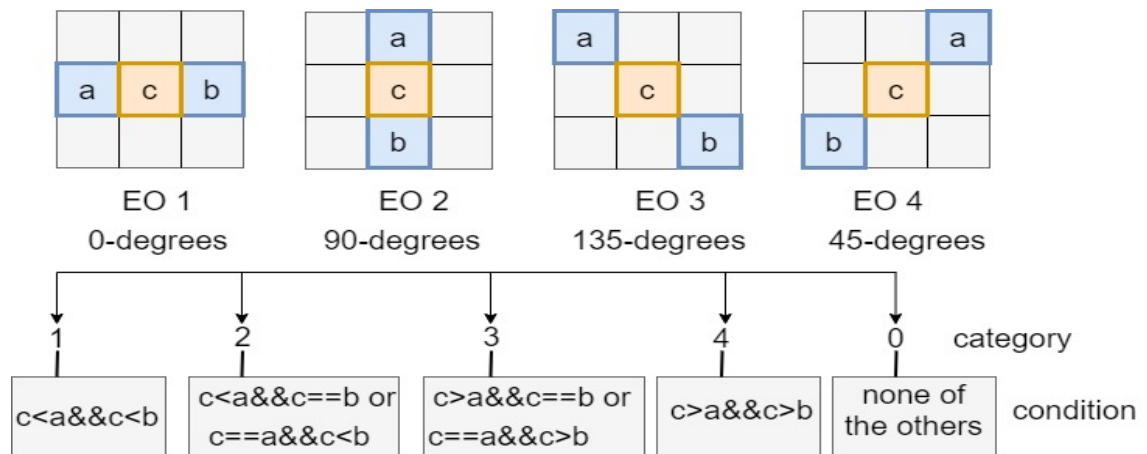 a c b
a
c
b
a
c
b
a
c
b
EO 1
EO 2
EO 3
EO 4
0-degrees
90-degrees
135-degrees
45-degrees
1
2
3
4
0
category
c<a&&c<b
c<a&&c==b or
c==a&&c<b
c>a&&c==b or
c==a&&c>b
c>a&&c>b
none of
the others
condition